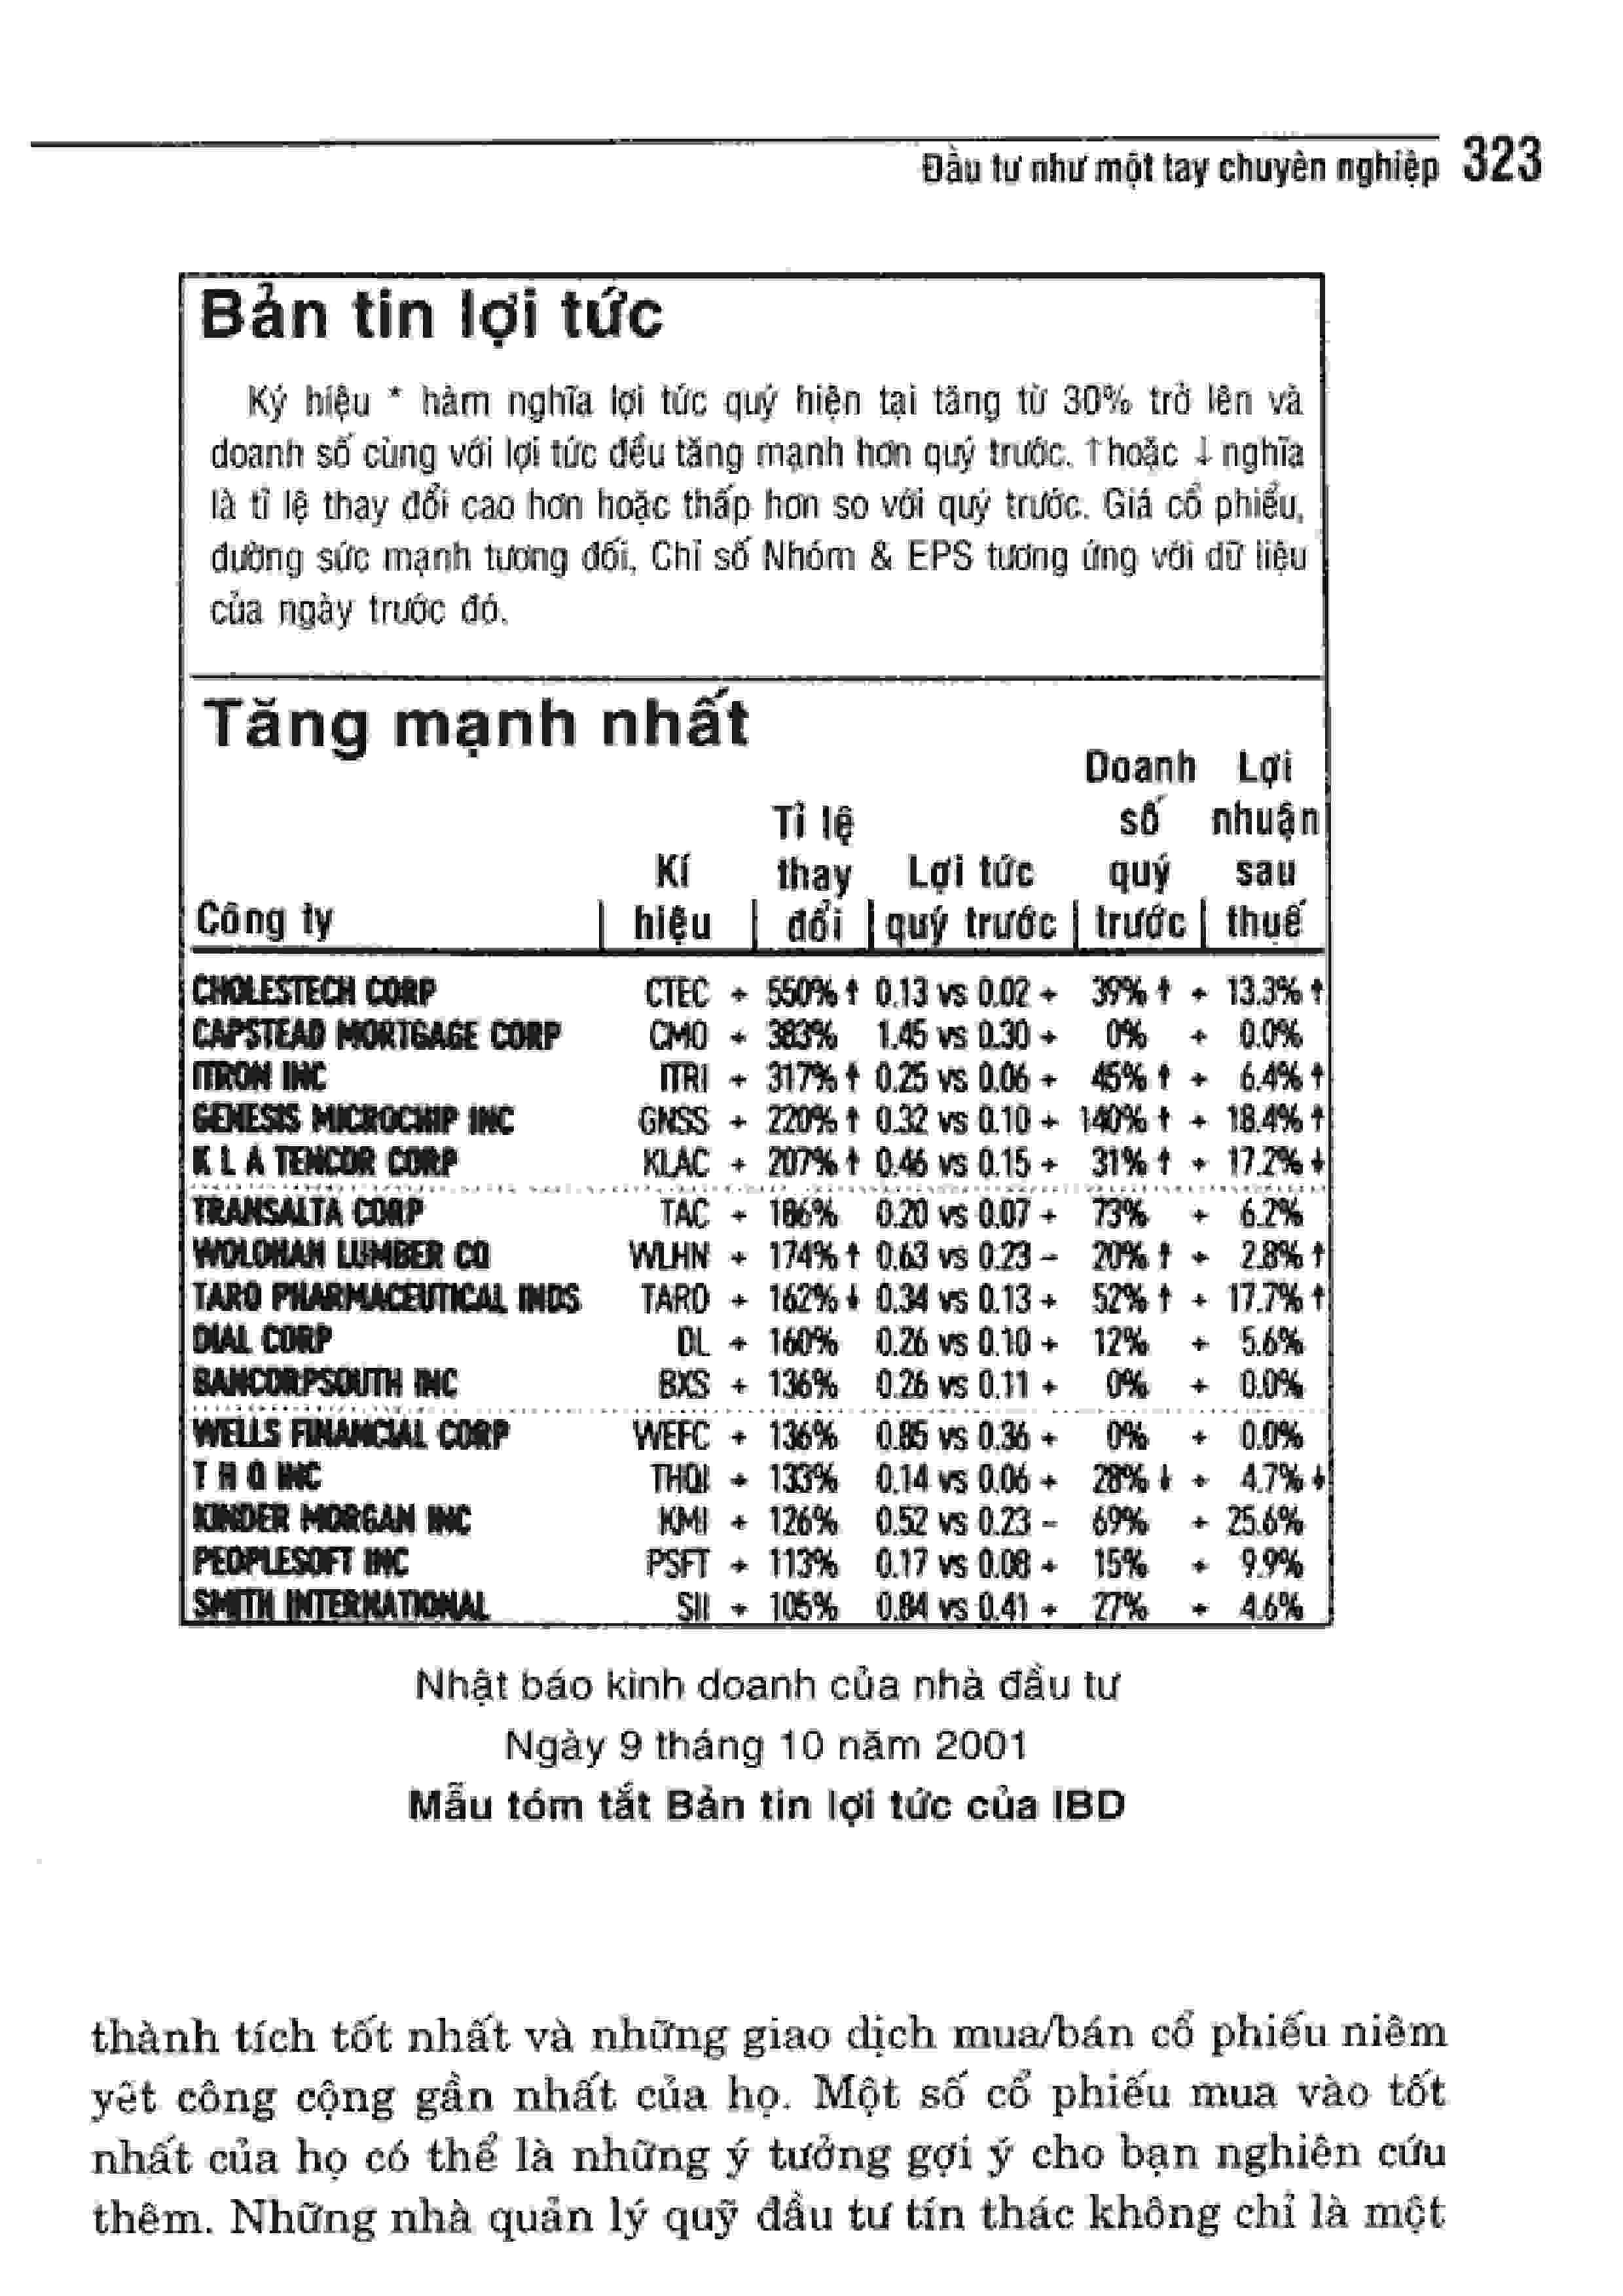 Đầu tư như một tay chuyên nghiệp 323
Bản tin lợi tức
Ký hiệu * hàm nghĩa lợi tức quý hiện tại tăng từ 30% trở lên và
doanh số cùng với lợi tức đều tăng mạnh hơn quý trước. ↑hoặc ↓ nghĩa
là tỉ lệ thay đổi cao hơn hoặc thấp hơn so với quý trước. Giá cổ phiếu,
đường sức mạnh tương đối, Chỉ số Nhóm & EPS tương ứng với dữ liệu
của ngày trước đó.
Tăng mạnh nhất
Doanh Lợi
Tỉ lệ số nhuận
Kí thay Lợi tức quý sau
Công ty | hiệu | đổi | quý trước | trước | thuế
CHOLESTECH CORP CTEC + 550% ↑ 0.13 vs 0.02 + 39% ↑ + 13.3% ↑
CAPSTEAD MORTGAGE CORP CMO + 383% 1.45 vs 0.30 + 0% + 0.0%
ITRON INC ITRI + 317% ↑ 0.25 vs 0.06 + 45% ↑ + 6.4% ↑
GENESIS MICROCHIP INC GNSS + 220% ↑ 0.32 vs 0.10 + 140% ↑ + 18.4% ↑
K L A TENCOR CORP KLAC + 207% ↑ 0.46 vs 0.15 + 31% ↑ + 17.2% ↓
TRANSALTA CORP TAC + 186% 0.20 vs 0.07 + 73% + 6.2%
WOLOHAN LUMBER CO WLHN + 174% ↑ 0.63 vs 0.23 – 20% ↑ + 2.8% ↑
TARO PHARMACEUTICAL INDS TARO + 162% ↓ 0.34 vs 0.13 + 52% ↑ + 17.7% ↑
DIAL CORP DL + 160% 0.26 vs 0.10 + 12% + 5.6%
BANCORPSOUTH INC BXS + 136% 0.26 vs 0.11 + 0% + 0.0%
WELLS FINANCIAL CORP WEFC + 136% 0.85 vs 0.36 + 0% + 0.0%
T H Q INC THQI + 133% 0.14 vs 0.06 + 28% ↓ + 4.7% ↓
KINDER MORGAN INC KMI + 126% 0.52 vs 0.23 – 69% + 25.6%
PEOPLESOFT INC PSFT + 113% 0.17 vs 0.08 + 15% + 9.9%
SMITH INTERNATIONAL SII + 105% 0.84 vs 0.41 + 27% + 4.6%
Nhật báo kinh doanh của nhà đầu tư
Ngày 9 tháng 10 năm 2001
Mẫu tóm tắt Bản tin lợi tức của IBD
thành tích tốt nhất và những giao dịch mua/bán cổ phiếu niêm
yêt công cộng gần nhất của họ. Một số cổ phiếu mua vào tốt
nhất của họ có thể là những ý tưởng gợi ý cho bạn nghiên cứu
thêm. Những nhà quản lý quỹ đầu tư tín thác không chỉ là một